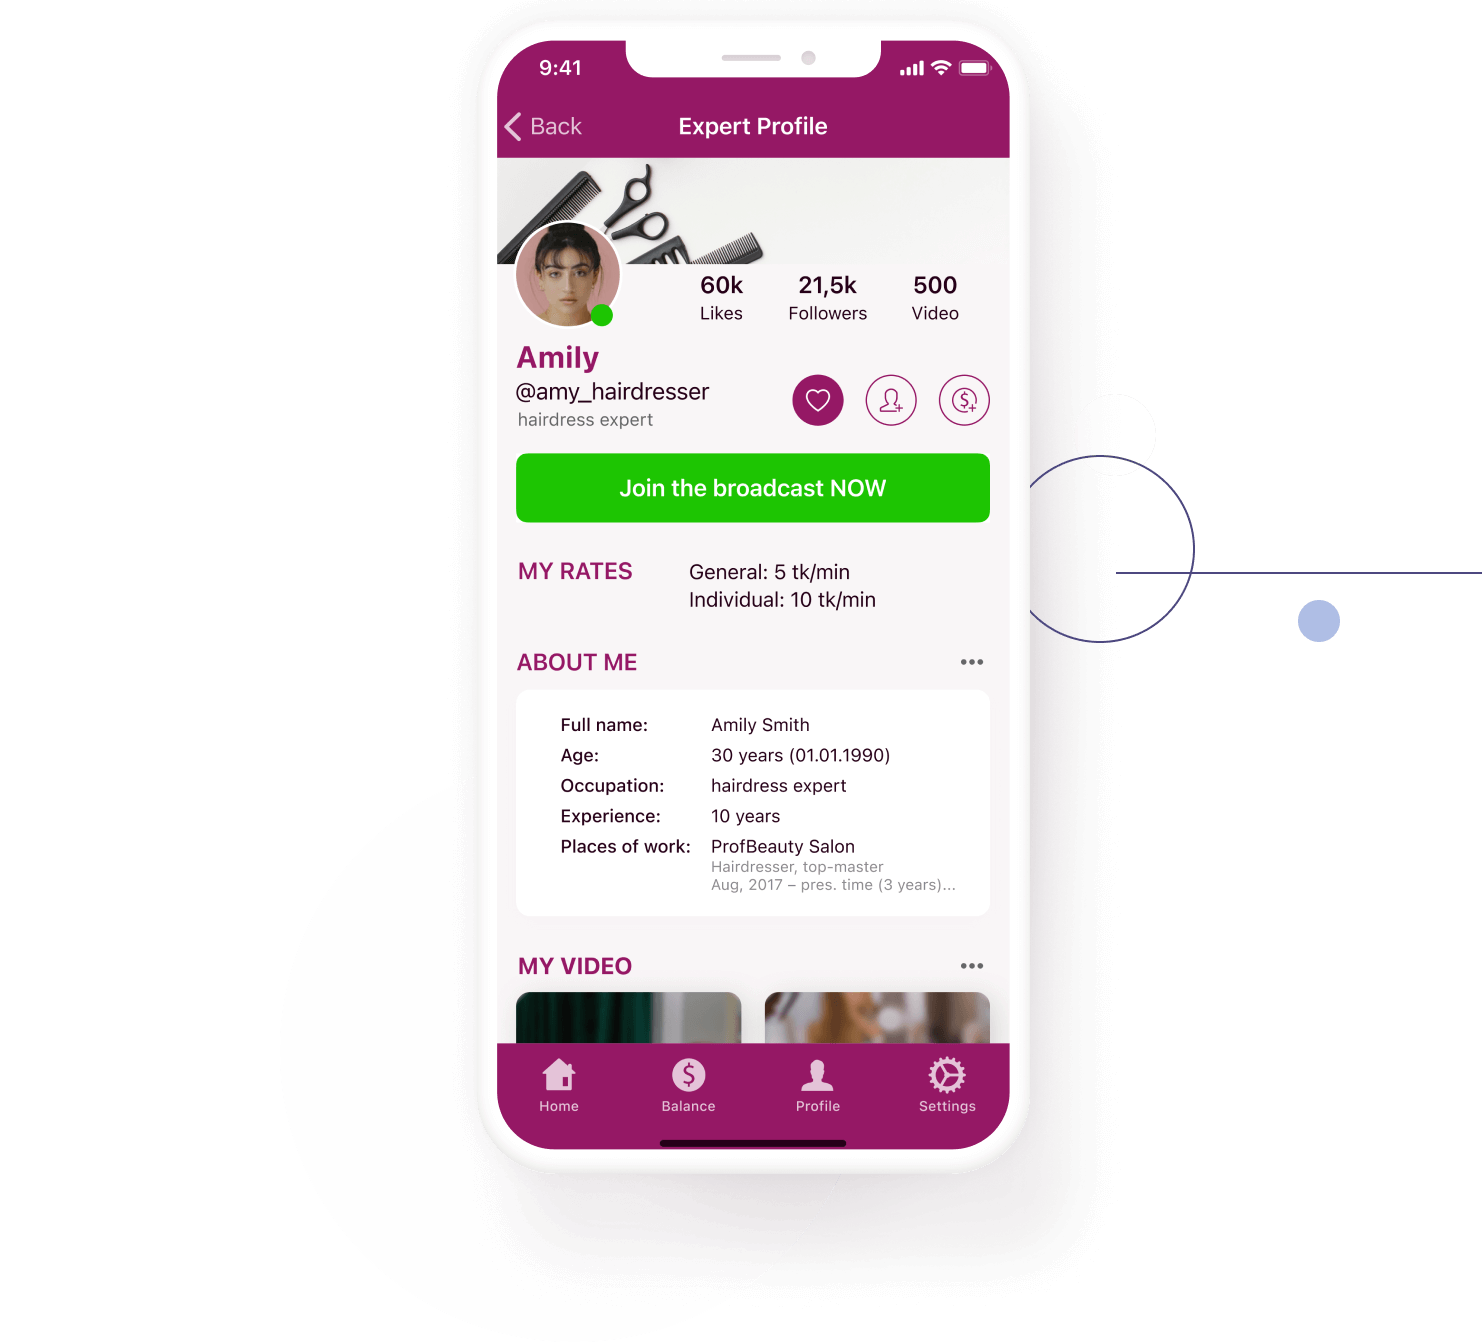 9:41
Back
Expert Profile
60k
21,5k
500
Likes
Followers
Video
Amily
@amy_hairdresser
hairdress expert
Join the broadcast NOW
MY RATES
General: 5 tk/min
Individual: 10 tk/min
ABOUT ME
Full name: Amily Smith
Age: 30 years (01.01.1990)
Occupation: hairdress expert
Experience: 10 years
Places of work: ProfBeauty Salon
Hairdresser, top-master
Aug, 2017 – pres. time (3 years)...
MY VIDEO
Home
Balance
Profile
Settings